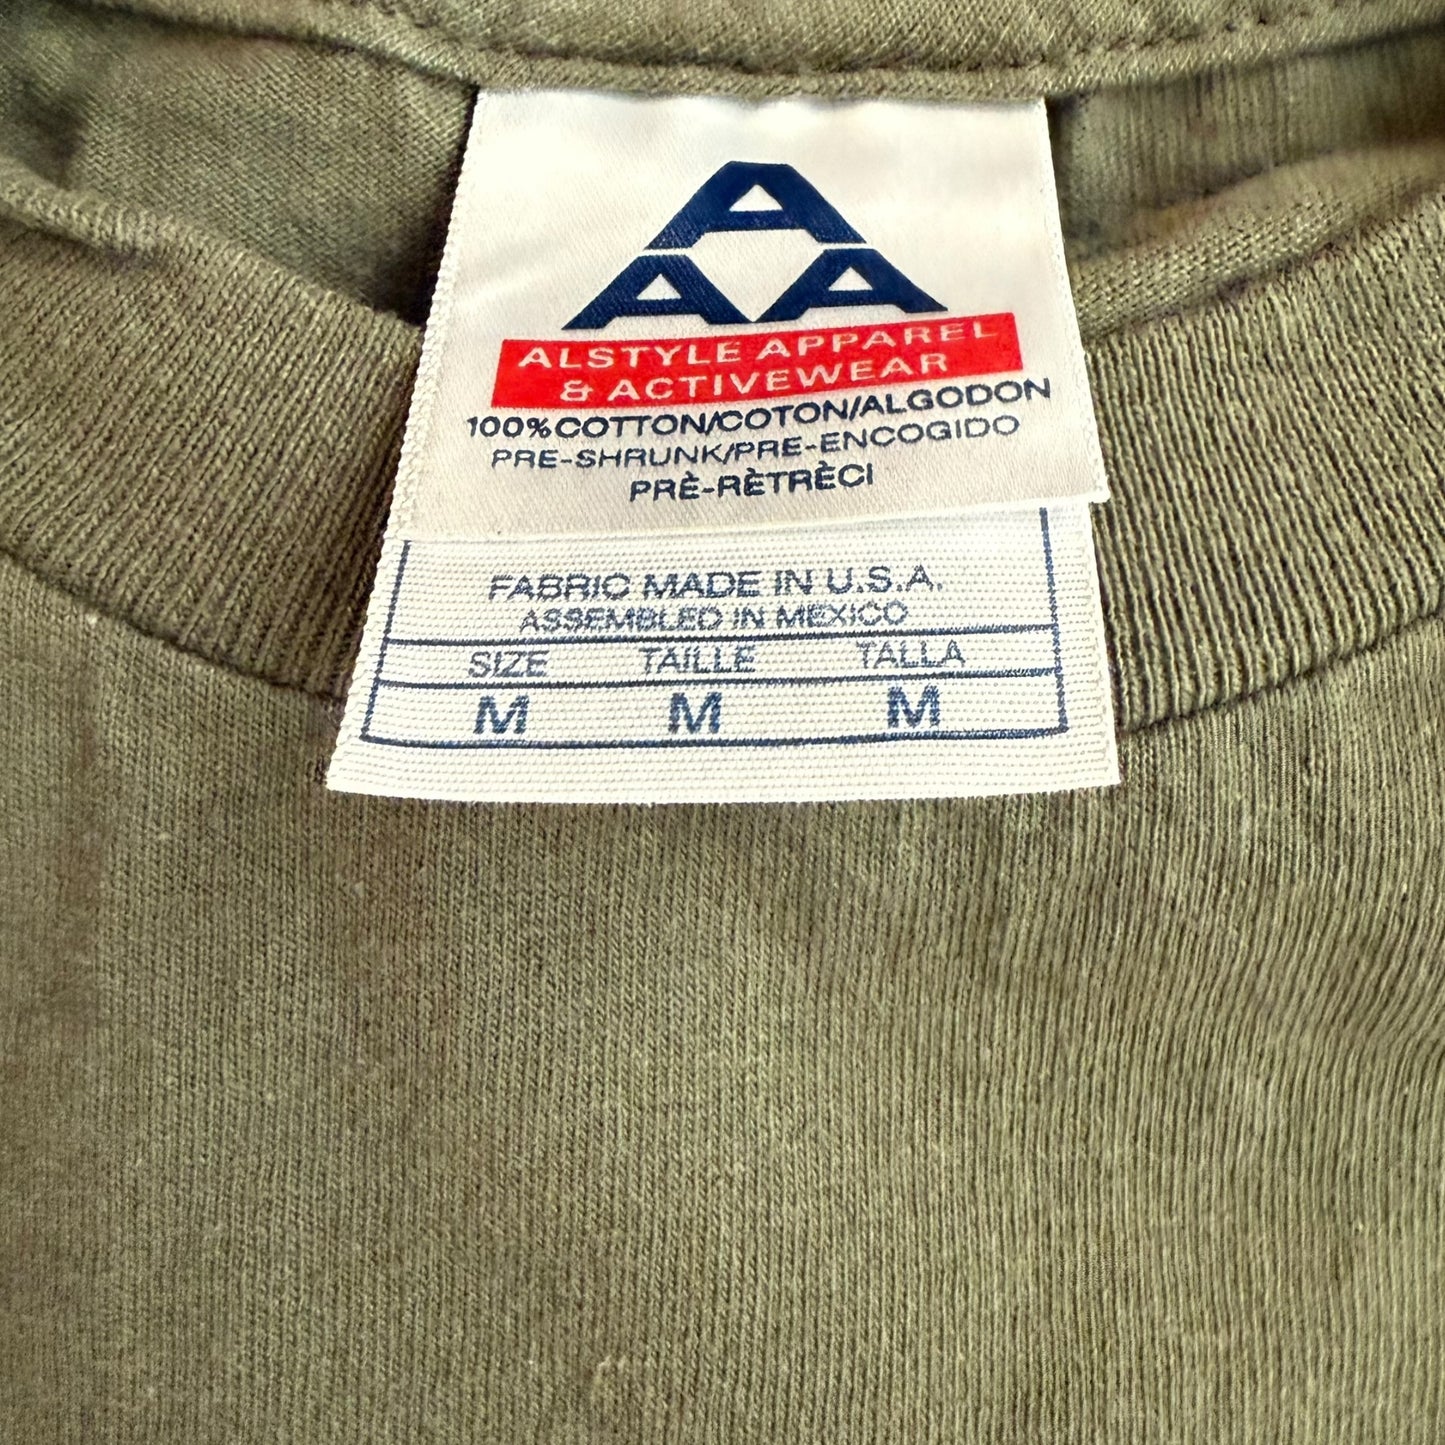 A
A A
ALSTYLE APPAREL
& ACTIVEWEAR
100% COTTON/COTON/ALGODON
PRE-SHRUNK/PRE-ENCOGIDO
PRÈ-RÈTRÈCI
FABRIC MADE IN U.S.A.
ASSEMBLED IN MEXICO
SIZE TAILLE TALLA
M M M